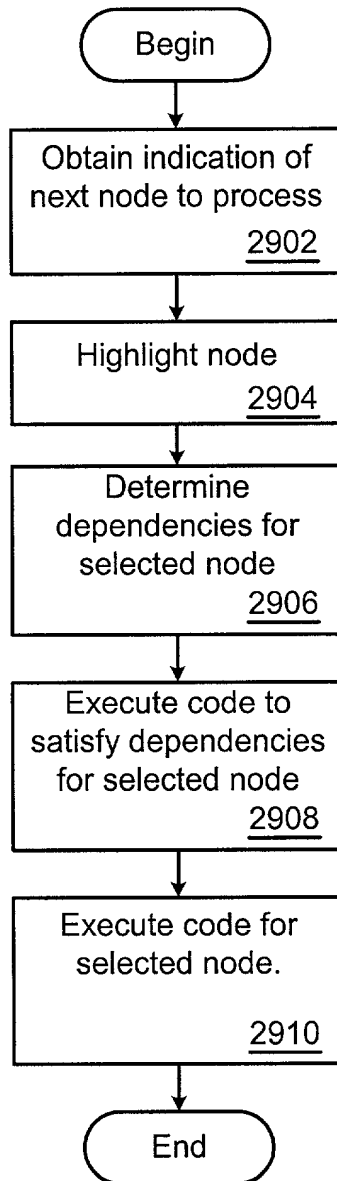 Begin
Obtain indication of
next node to process
2902
Highlight node
2904
Determine
dependencies for
selected node
2906
Execute code to
satisfy dependencies
for selected node
2908
Execute code for
selected node.
2910
End